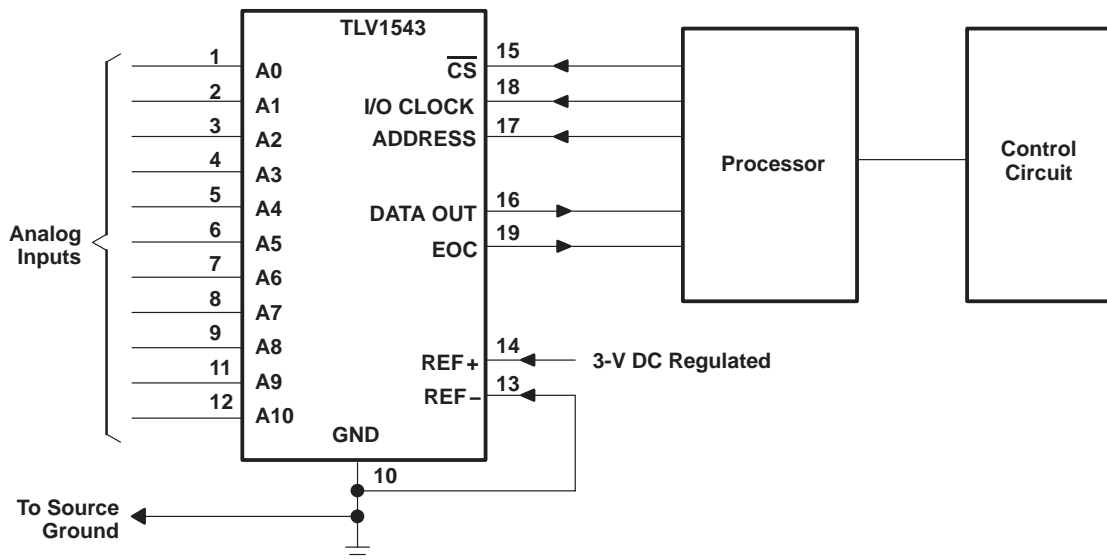 TLV1543
Analog
Inputs
1
A0
2
A1
3
A2
4
A3
5
A4
6
A5
7
A6
8
A7
9
A8
11
A9
12
A10
15
CS
18
I/O CLOCK
17
ADDRESS
16
DATA OUT
19
EOC
14
REF+
3-V DC Regulated
13
REF−
GND
10
To Source
Ground
Processor
Control
Circuit